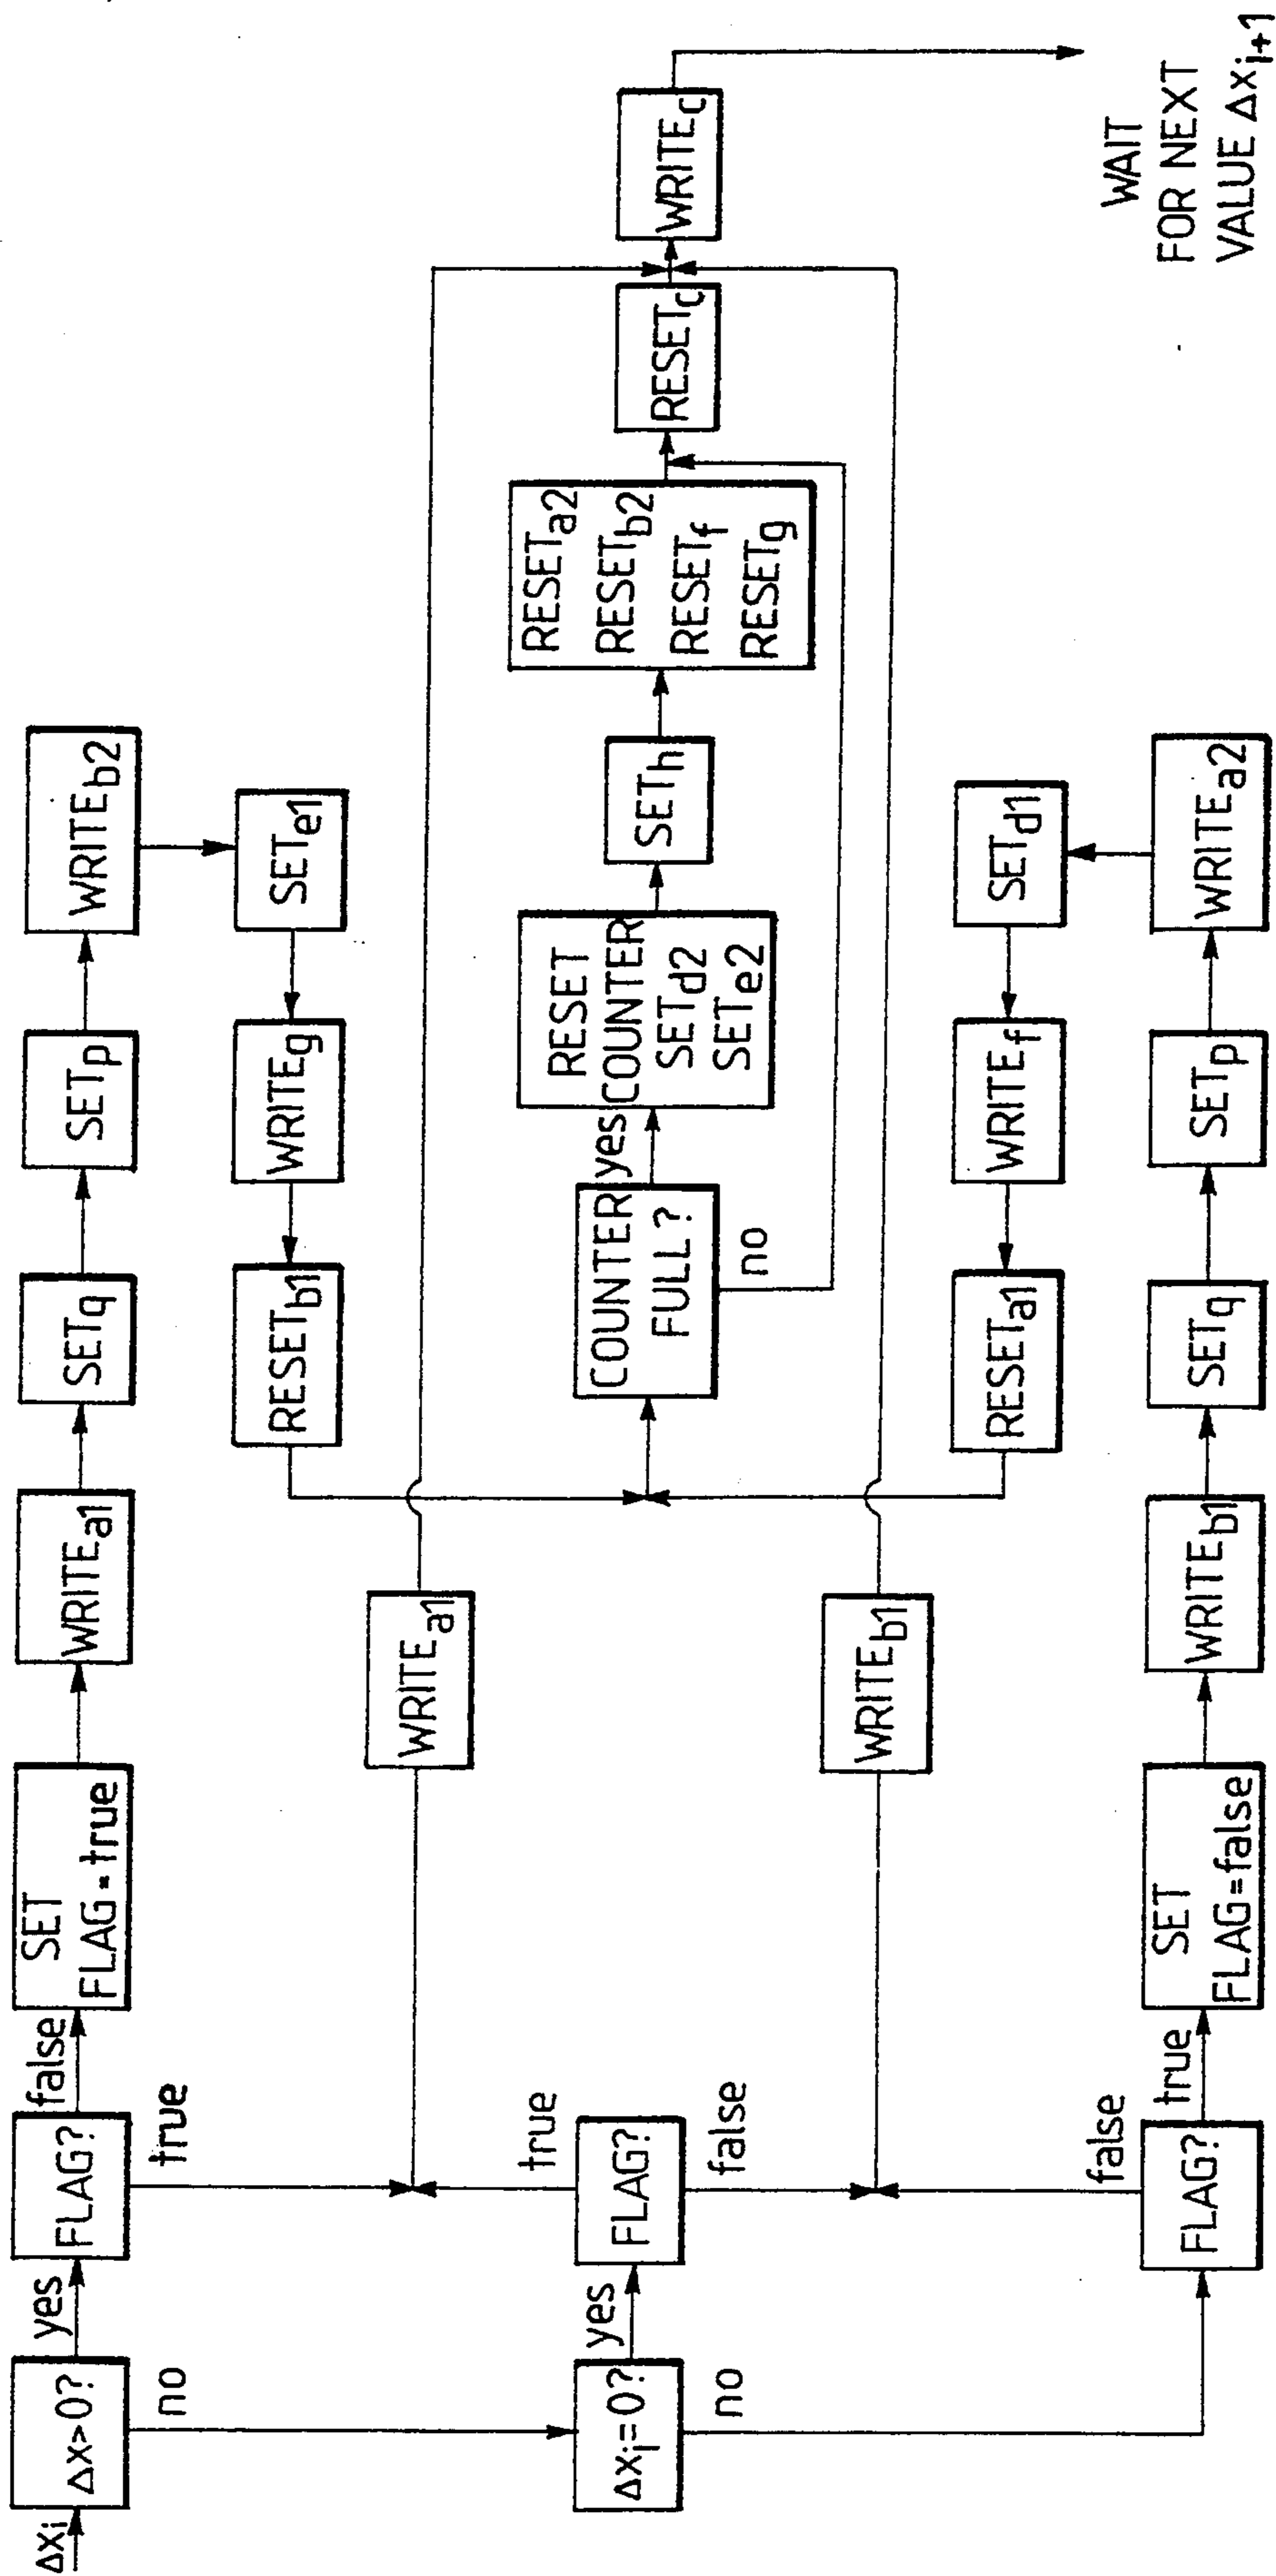 Δxi
Δx>0?
yes
no
FLAG?
false
true
SET
FLAG=true
WRITEa1
SETq
SETp
WRITEb2
SETe1
WRITEg
RESETb1
WRITEa1
Δxi=0?
yes
no
FLAG?
true
false
COUNTER
FULL?
yes
no
RESET
COUNTER
SETd2
SETe2
SETh
RESETa2
RESETb2
RESETf
RESETg
RESETc
WRITEc
WRITEb1
RESETa1
WRITEf
SETd1
FLAG?
false
true
SET
FLAG=false
WRITEb1
SETq
SETp
WRITEa2
WAIT
FOR NEXT
VALUE Δxi+1